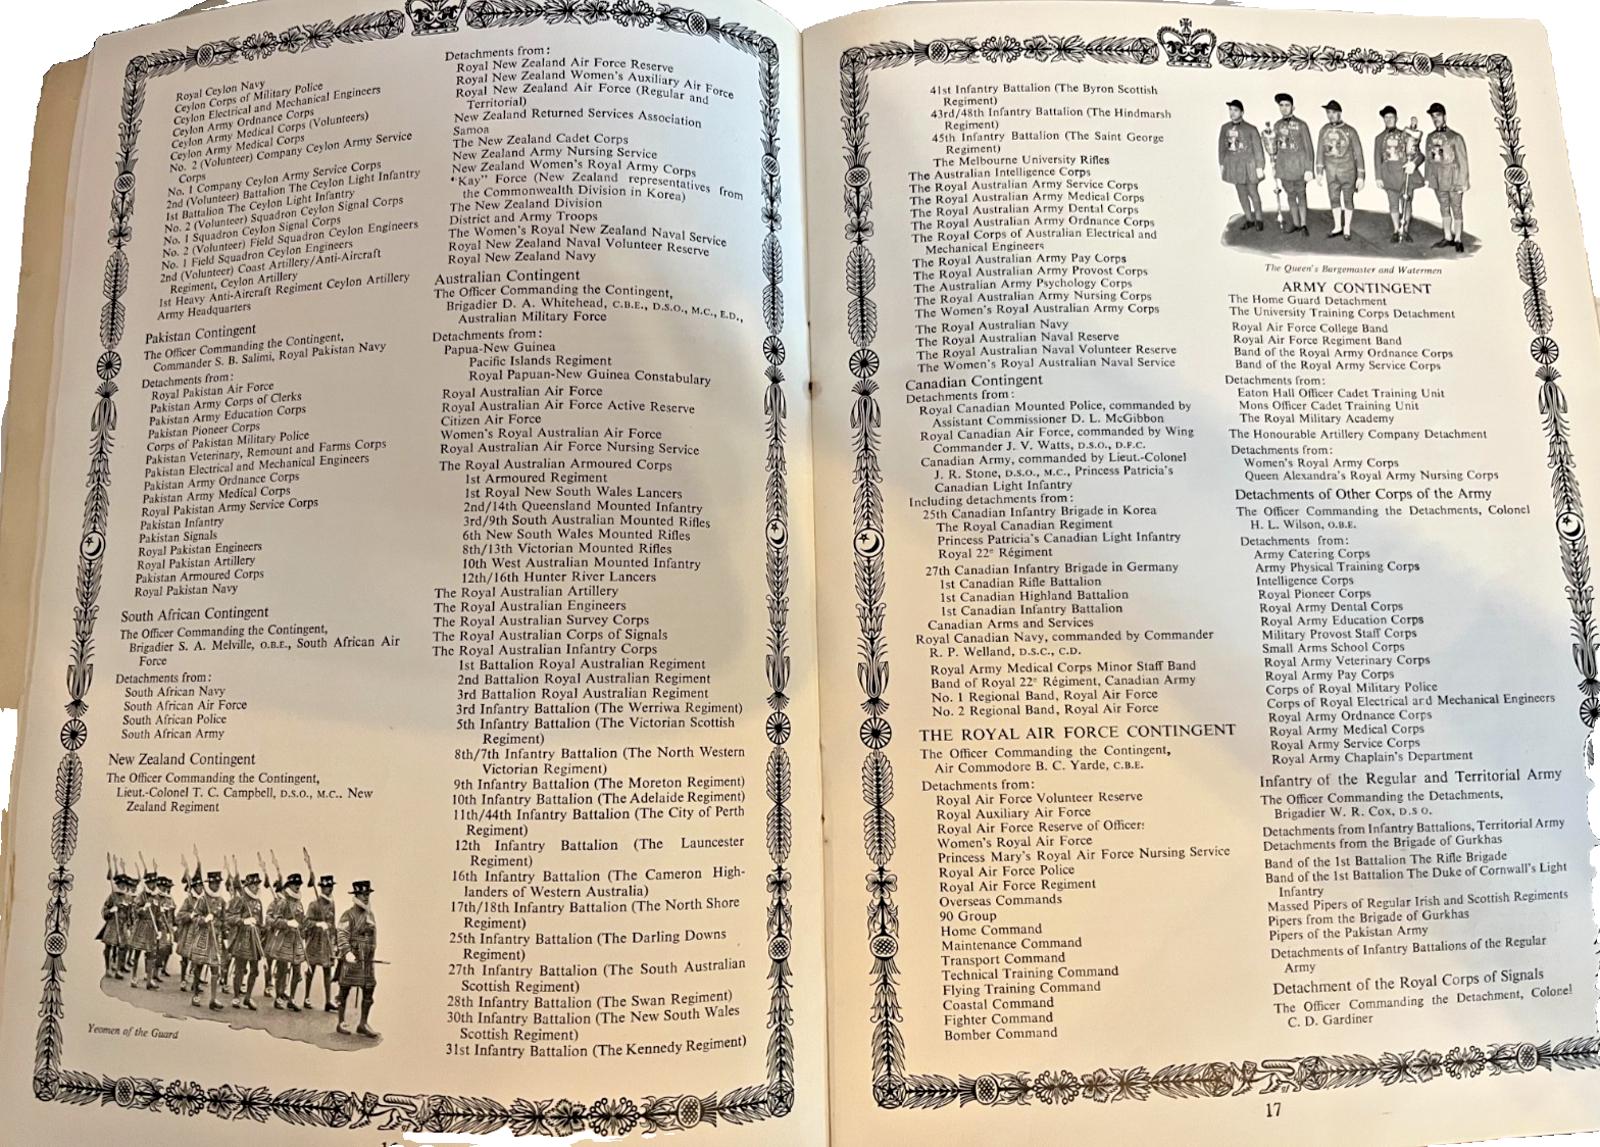 Royal Ceylon Navy
Ceylon Corps of Military Police
Ceylon Electrical and Mechanical Engineers
Ceylon Army Ordnance Corps
Ceylon Army Medical Corps (Volunteers)
Ceylon Army Medical Corps
No. 2 (Volunteer) Company Ceylon Army Service
Corps
No. 1 Company Ceylon Army Service Corps
2nd (Volunteer) Battalion The Ceylon Light Infantry
1st Battalion The Ceylon Light Infantry
No. 2 (Volunteer) Squadron Ceylon Signal Corps
No. 1 Squadron Ceylon Signal Corps
No. 2 (Volunteer) Field Squadron Ceylon Engineers
No. 1 Field Squadron Ceylon Engineers
2nd (Volunteer) Coast Artillery/Anti-Aircraft
Regiment, Ceylon Artillery
1st Heavy Anti-Aircraft Regiment Ceylon Artillery
Army Headquarters
Pakistan Contingent
The Officer Commanding the Contingent,
Commander S. B. Salimi, Royal Pakistan Navy
Detachments from:
Royal Pakistan Air Force
Pakistan Army Corps of Clerks
Pakistan Army Education Corps
Pakistan Pioneer Corps
Corps of Pakistan Military Police
Pakistan Veterinary, Remount and Farms Corps
Pakistan Electrical and Mechanical Engineers
Pakistan Army Ordnance Corps
Pakistan Army Medical Corps
Royal Pakistan Army Service Corps
Pakistan Infantry
Pakistan Signals
Royal Pakistan Engineers
Royal Pakistan Artillery
Pakistan Armoured Corps
Royal Pakistan Navy
South African Contingent
The Officer Commanding the Contingent,
Brigadier S. A. Melville, O.B.E., South African Air
Force
Detachments from:
South African Navy
South African Air Force
South African Police
South African Army
New Zealand Contingent
The Officer Commanding the Contingent,
Lieut.-Colonel T. C. Campbell, D.S.O., M.C., New
Zealand Regiment
Yeomen of the Guard
Detachments from:
Royal New Zealand Air Force Reserve
Royal New Zealand Women's Auxiliary Air Force
Royal New Zealand Air Force (Regular and
Territorial)
New Zealand Returned Services Association
Samoa
The New Zealand Cadet Corps
New Zealand Army Nursing Service
New Zealand Women's Royal Army Corps
"Kay" Force (New Zealand representatives from
the Commonwealth Division in Korea)
The New Zealand Division
District and Army Troops
The Women's Royal New Zealand Naval Service
Royal New Zealand Naval Volunteer Reserve
Royal New Zealand Navy
Australian Contingent
The Officer Commanding the Contingent,
Brigadier D. A. Whitehead, C.B.E., D.S.O., M.C., E.D.,
Australian Military Force
Detachments from:
Papua-New Guinea
Pacific Islands Regiment
Royal Papuan-New Guinea Constabulary
Royal Australian Air Force
Royal Australian Air Force Active Reserve
Citizen Air Force
Women's Royal Australian Air Force
Royal Australian Air Force Nursing Service
The Royal Australian Armoured Corps
1st Armoured Regiment
1st Royal New South Wales Lancers
2nd/14th Queensland Mounted Infantry
3rd/9th South Australian Mounted Rifles
6th New South Wales Mounted Rifles
8th/13th Victorian Mounted Rifles
10th West Australian Mounted Infantry
12th/16th Hunter River Lancers
The Royal Australian Artillery
The Royal Australian Engineers
The Royal Australian Survey Corps
The Royal Australian Corps of Signals
The Royal Australian Infantry Corps
1st Battalion Royal Australian Regiment
2nd Battalion Royal Australian Regiment
3rd Battalion Royal Australian Regiment
3rd Infantry Battalion (The Werriwa Regiment)
5th Infantry Battalion (The Victorian Scottish
Regiment)
8th/7th Infantry Battalion (The North Western
Victorian Regiment)
9th Infantry Battalion (The Moreton Regiment)
10th Infantry Battalion (The Adelaide Regiment)
11th/44th Infantry Battalion (The City of Perth
Regiment)
12th Infantry Battalion (The Launcester
Regiment)
16th Infantry Battalion (The Cameron High-
landers of Western Australia)
17th/18th Infantry Battalion (The North Shore
Regiment)
25th Infantry Battalion (The Darling Downs
Regiment)
27th Infantry Battalion (The South Australian
Scottish Regiment)
28th Infantry Battalion (The Swan Regiment)
30th Infantry Battalion (The New South Wales
Scottish Regiment)
31st Infantry Battalion (The Kennedy Regiment)
41st Infantry Battalion (The Byron Scottish
Regiment)
43rd/48th Infantry Battalion (The Hindmarsh
Regiment)
45th Infantry Battalion (The Saint George
Regiment)
The Melbourne University Rifles
The Australian Intelligence Corps
The Royal Australian Army Service Corps
The Royal Australian Army Medical Corps
The Royal Australian Army Dental Corps
The Royal Australian Army Ordnance Corps
The Royal Corps of Australian Electrical and
Mechanical Engineers
The Royal Australian Army Pay Corps
The Royal Australian Army Provost Corps
The Australian Army Psychology Corps
The Royal Australian Army Nursing Corps
The Women's Royal Australian Army Corps
The Royal Australian Navy
The Royal Australian Naval Reserve
The Royal Australian Naval Volunteer Reserve
The Women's Royal Australian Naval Service
Canadian Contingent
Detachments from:
Royal Canadian Mounted Police, commanded by
Assistant Commissioner D. L. McGibbon
Royal Canadian Air Force, commanded by Wing
Commander J. V. Watts, D.S.O., D.F.C.
Canadian Army, commanded by Lieut.-Colonel
J. R. Stone, D.S.O., M.C., Princess Patricia's
Canadian Light Infantry
Including detachments from:
25th Canadian Infantry Brigade in Korea
The Royal Canadian Regiment
Princess Patricia's Canadian Light Infantry
Royal 22e Régiment
27th Canadian Infantry Brigade in Germany
1st Canadian Rifle Battalion
1st Canadian Highland Battalion
1st Canadian Infantry Battalion
Canadian Arms and Services
Royal Canadian Navy, commanded by Commander
R. P. Welland, D.S.C., C.D.
Royal Army Medical Corps Minor Staff Band
Band of Royal 22e Régiment, Canadian Army
No. 1 Regional Band, Royal Air Force
No. 2 Regional Band, Royal Air Force
THE ROYAL AIR FORCE CONTINGENT
The Officer Commanding the Contingent,
Air Commodore B. C. Yarde, C.B.E.
Detachments from:
Royal Air Force Volunteer Reserve
Royal Auxiliary Air Force
Royal Air Force Reserve of Officers
Women's Royal Air Force
Princess Mary's Royal Air Force Nursing Service
Royal Air Force Police
Royal Air Force Regiment
Overseas Commands
90 Group
Home Command
Maintenance Command
Transport Command
Technical Training Command
Flying Training Command
Coastal Command
Fighter Command
Bomber Command
The Queen's Bargemaster and Watermen
ARMY CONTINGENT
The Home Guard Detachment
The University Training Corps Detachment
Royal Air Force College Band
Royal Air Force Regiment Band
Band of the Royal Army Ordnance Corps
Band of the Royal Army Service Corps
Detachments from:
Eaton Hall Officer Cadet Training Unit
Mons Officer Cadet Training Unit
The Royal Military Academy
The Honourable Artillery Company Detachment
Detachments from:
Women's Royal Army Corps
Queen Alexandra's Royal Army Nursing Corps
Detachments of Other Corps of the Army
The Officer Commanding the Detachments, Colonel
H. L. Wilson, O.B.E.
Detachments from:
Army Catering Corps
Army Physical Training Corps
Intelligence Corps
Royal Pioneer Corps
Royal Army Dental Corps
Royal Army Education Corps
Military Provost Staff Corps
Small Arms School Corps
Royal Army Veterinary Corps
Royal Army Pay Corps
Corps of Royal Military Police
Corps of Royal Electrical and Mechanical Engineers
Royal Army Ordnance Corps
Royal Army Medical Corps
Royal Army Service Corps
Royal Army Chaplain's Department
Infantry of the Regular and Territorial Army
The Officer Commanding the Detachments,
Brigadier W. R. Cox, D.S.O.
Detachments from Infantry Battalions, Territorial Army
Detachments from the Brigade of Gurkhas
Band of the 1st Battalion The Rifle Brigade
Band of the 1st Battalion The Duke of Cornwall's Light
Infantry
Massed Pipers of Regular Irish and Scottish Regiments
Pipers from the Brigade of Gurkhas
Pipers of the Pakistan Army
Detachments of Infantry Battalions of the Regular
Army
Detachment of the Royal Corps of Signals
The Officer Commanding the Detachment, Colonel
C. D. Gardiner
17